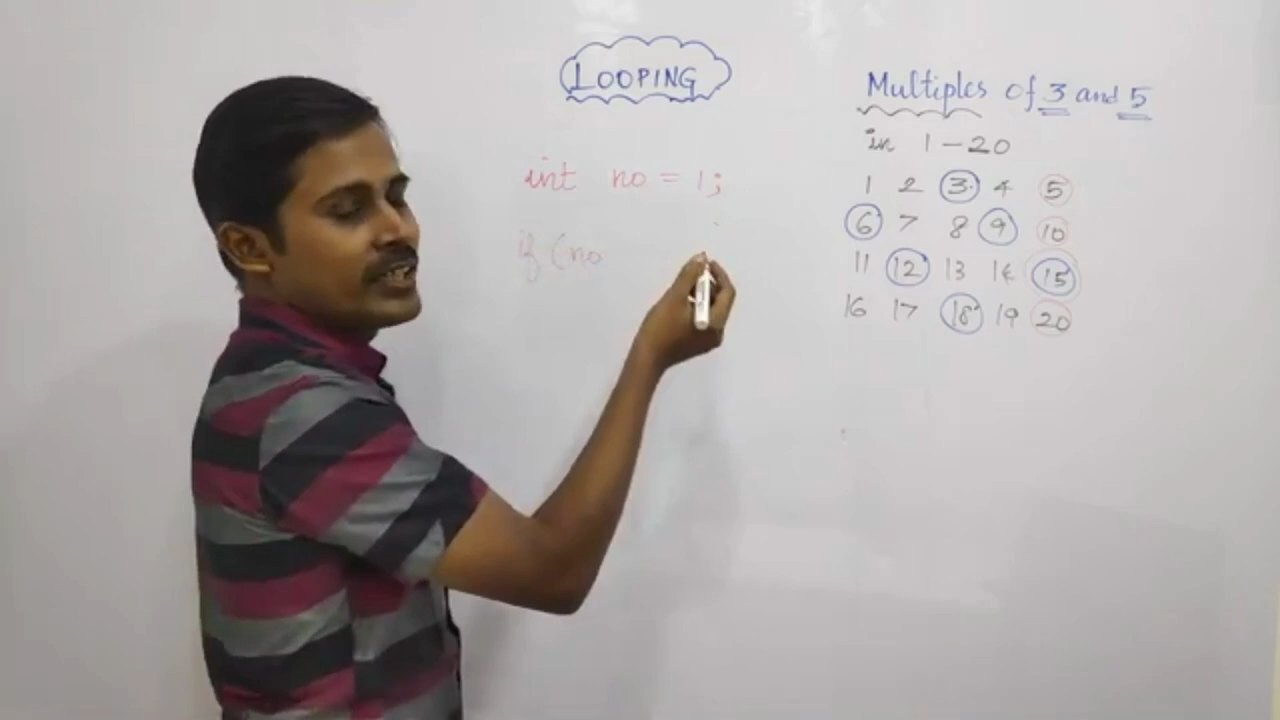 LOOPING
int no = 1;
if (no
Multiples of 3 and 5
in 1 - 20
1 2 3 4 5
6 7 8 9 10
11 12 13 14 15
16 17 18 19 20